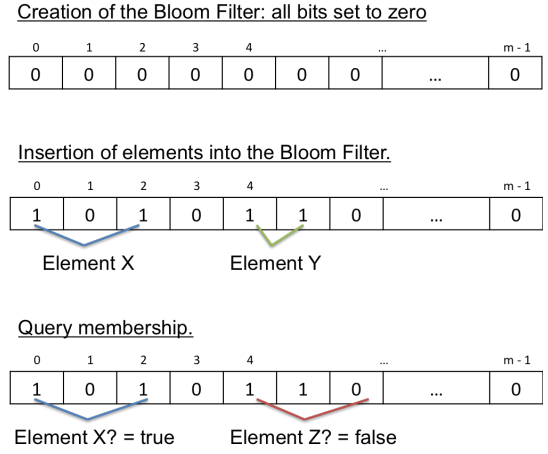 Creation of the Bloom Filter: all bits set to zero
0 1 2 3 4 ... m - 1
0 0 0 0 0 0 0 ... 0
Insertion of elements into the Bloom Filter.
0 1 2 3 4 ... m - 1
1 0 1 0 1 1 0 ... 0
Element X Element Y
Query membership.
0 1 2 3 4 ... m - 1
1 0 1 0 1 1 0 ... 0
Element X? = true Element Z? = false